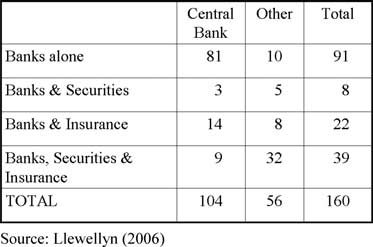 Central Bank Other Total
Banks alone 81 10 91
Banks & Securities 3 5 8
Banks & Insurance 14 8 22
Banks, Securities & Insurance 9 32 39
TOTAL 104 56 160
Source: Llewellyn (2006)